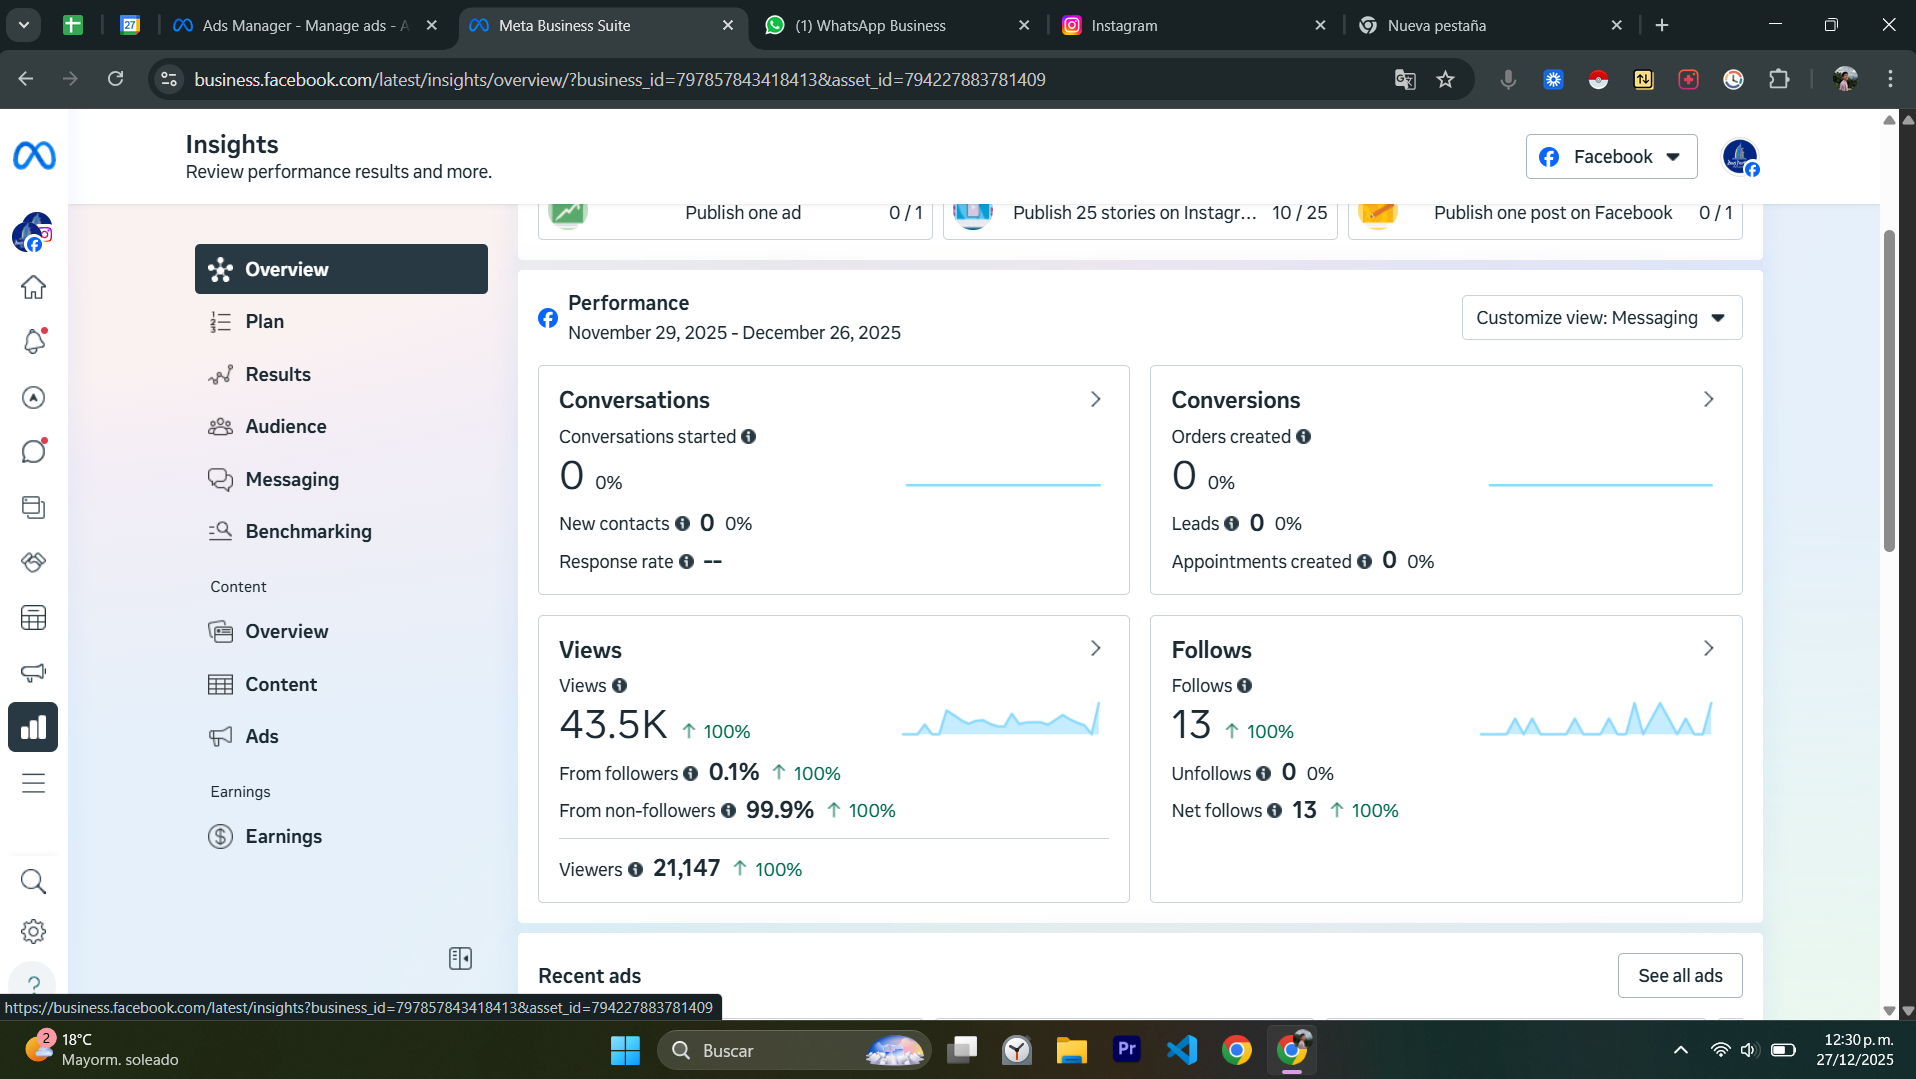 27
Ads Manager - Manage ads - A
Meta Business Suite
(1) WhatsApp Business
Instagram
Nueva pestaña
business.facebook.com/latest/insights/overview/?business_id=797857843418413&asset_id=794227883781409
Insights
Review performance results and more.
Facebook
Publish one ad
0 / 1
Publish 25 stories on Instagr...
10 / 25
Publish one post on Facebook
0 / 1
Overview
Plan
Results
Audience
Messaging
Benchmarking
Content
Overview
Content
Ads
Earnings
Earnings
Performance
November 29, 2025 - December 26, 2025
Customize view: Messaging
Conversations
Conversations started
0 0%
New contacts 0 0%
Response rate --
Conversions
Orders created
0 0%
Leads 0 0%
Appointments created 0 0%
Views
Views
43.5K ↑ 100%
From followers 0.1% ↑ 100%
From non-followers 99.9% ↑ 100%
Viewers 21,147 ↑ 100%
Follows
Follows
13 ↑ 100%
Unfollows 0 0%
Net follows 13 ↑ 100%
Recent ads
See all ads
https://business.facebook.com/latest/insights?business_id=797857843418413&asset_id=794227883781409
2
18°C
Mayorm. soleado
Buscar
Pr
12:30 p. m.
27/12/2025